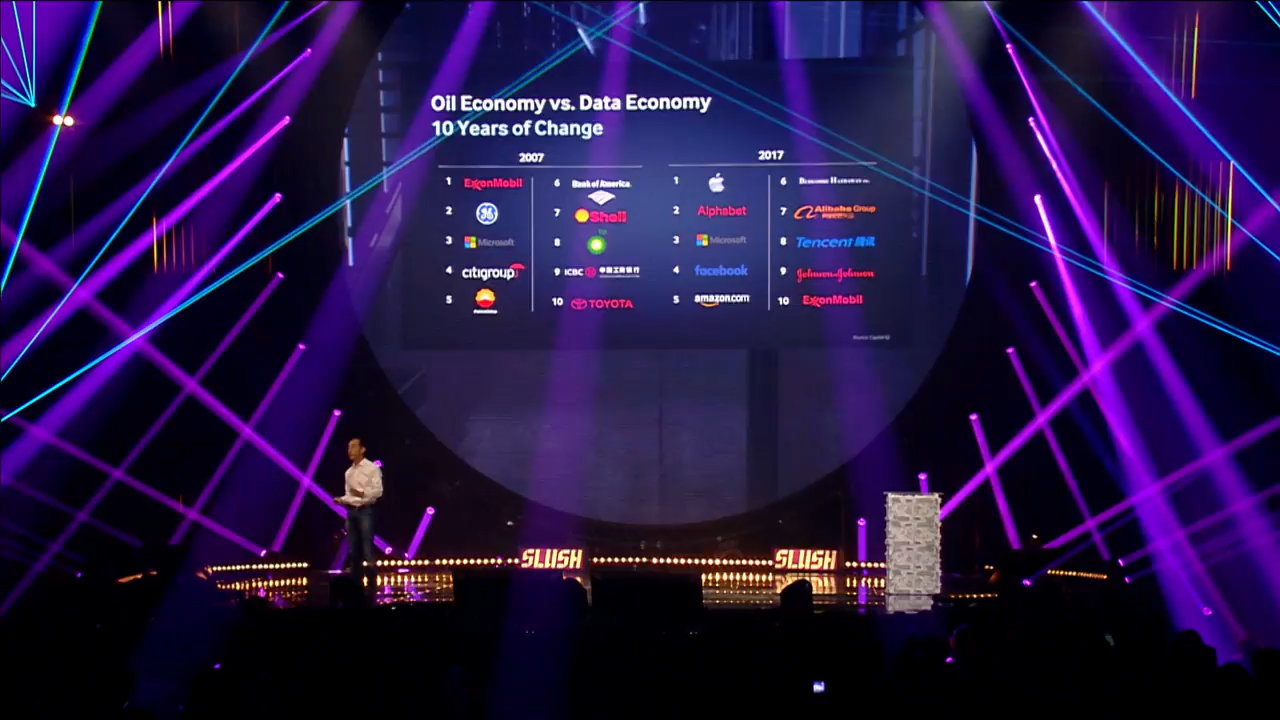 Oil Economy vs. Data Economy
10 Years of Change
2007
1 ExxonMobil
2 GE
3 Microsoft
4 citigroup
5 PetroChina
6 Bank of America
7 Shell
bp
8
9 ICBC 中国工商银行
10 TOYOTA
2017
1
2 Alphabet
3 Microsoft
4 facebook
5 amazon.com
6 BERKSHIRE HATHAWAY INC.
7 Alibaba Group
8 Tencent 腾讯
9 Johnson & Johnson
10 ExxonMobil
SLUSH
SLUSH